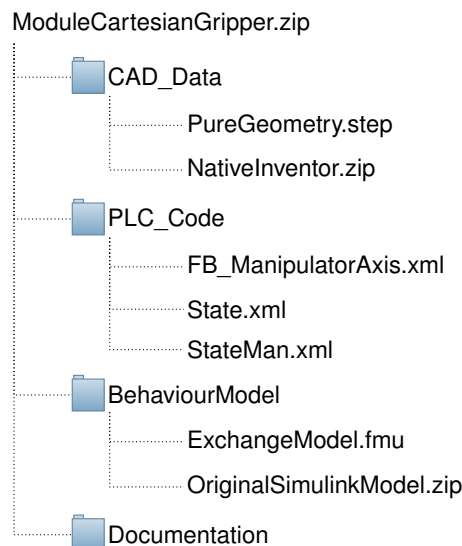 ModuleCartesianGripper.zip
CAD_Data
PureGeometry.step
NativeInventor.zip
PLC_Code
FB_ManipulatorAxis.xml
State.xml
StateMan.xml
BehaviourModel
ExchangeModel.fmu
OriginalSimulinkModel.zip
Documentation